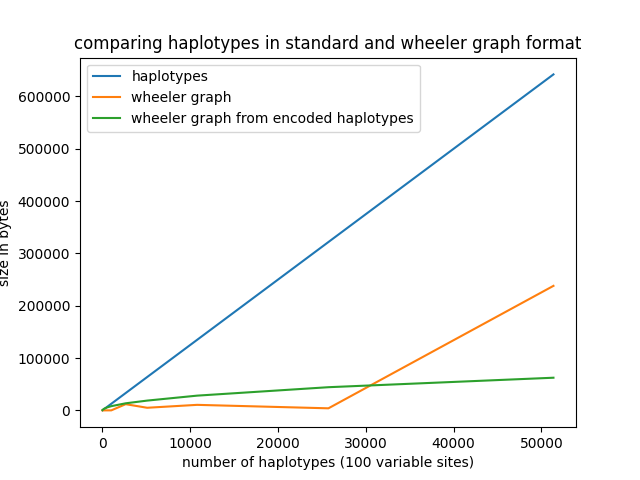 comparing haplotypes in standard and wheeler graph format
haplotypes
wheeler graph
wheeler graph from encoded haplotypes
600000
500000
400000
300000
200000
100000
0
size in bytes
0 10000 20000 30000 40000 50000
number of haplotypes (100 variable sites)